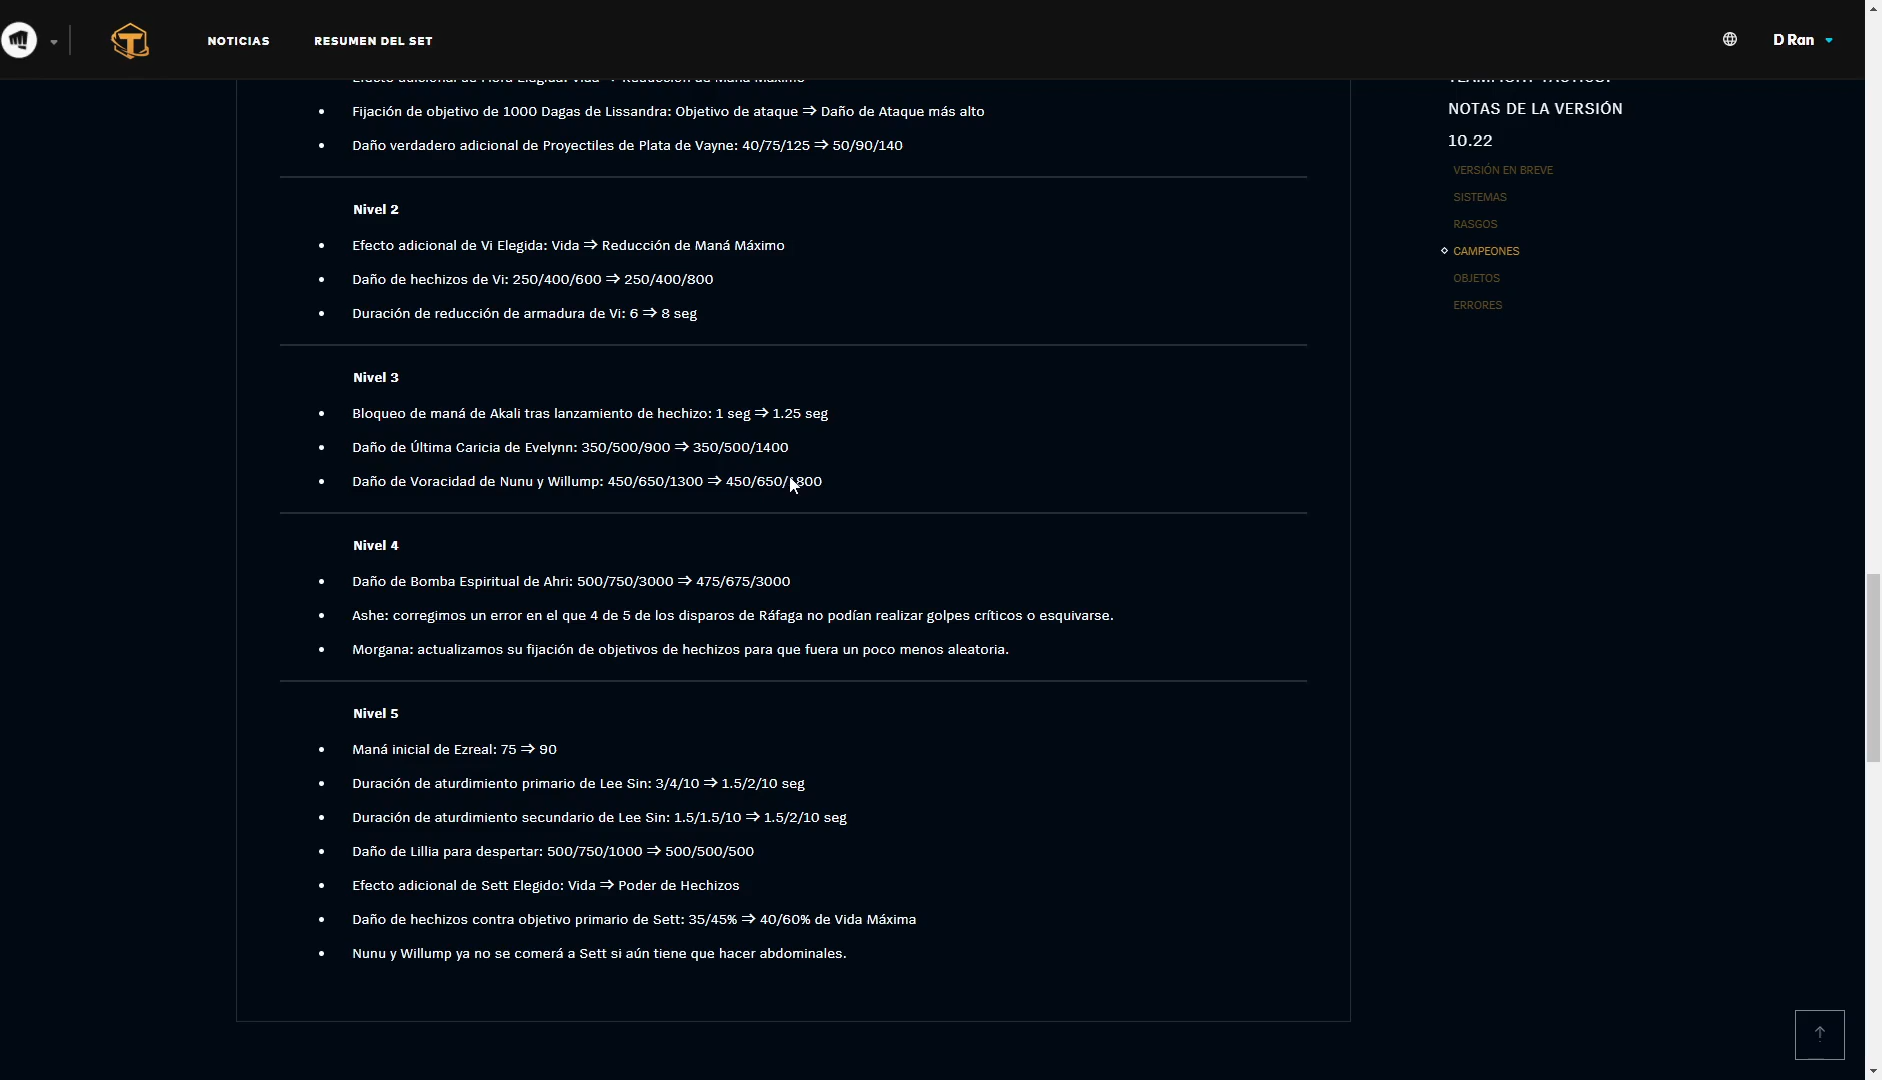 NOTICIAS
RESUMEN DEL SET
D Ran
Efecto adicional de Fiora Elegida: Vida ⇒ Reducción de Maná Máximo
Fijación de objetivo de 1000 Dagas de Lissandra: Objetivo de ataque ⇒ Daño de Ataque más alto
Daño verdadero adicional de Proyectiles de Plata de Vayne: 40/75/125 ⇒ 50/90/140
Nivel 2
Efecto adicional de Vi Elegida: Vida ⇒ Reducción de Maná Máximo
Daño de hechizos de Vi: 250/400/600 ⇒ 250/400/800
Duración de reducción de armadura de Vi: 6 ⇒ 8 seg
Nivel 3
Bloqueo de maná de Akali tras lanzamiento de hechizo: 1 seg ⇒ 1.25 seg
Daño de Última Caricia de Evelynn: 350/500/900 ⇒ 350/500/1400
Daño de Voracidad de Nunu y Willump: 450/650/1300 ⇒ 450/650/1800
Nivel 4
Daño de Bomba Espiritual de Ahri: 500/750/3000 ⇒ 475/675/3000
Ashe: corregimos un error en el que 4 de 5 de los disparos de Ráfaga no podían realizar golpes críticos o esquivarse.
Morgana: actualizamos su fijación de objetivos de hechizos para que fuera un poco menos aleatoria.
Nivel 5
Maná inicial de Ezreal: 75 ⇒ 90
Duración de aturdimiento primario de Lee Sin: 3/4/10 ⇒ 1.5/2/10 seg
Duración de aturdimiento secundario de Lee Sin: 1.5/1.5/10 ⇒ 1.5/2/10 seg
Daño de Lillia para despertar: 500/750/1000 ⇒ 500/500/500
Efecto adicional de Sett Elegido: Vida ⇒ Poder de Hechizos
Daño de hechizos contra objetivo primario de Sett: 35/45% ⇒ 40/60% de Vida Máxima
Nunu y Willump ya no se comerá a Sett si aún tiene que hacer abdominales.
TEAMFIGHT TACTICS:
NOTAS DE LA VERSIÓN
10.22
VERSIÓN EN BREVE
SISTEMAS
RASGOS
CAMPEONES
OBJETOS
ERRORES